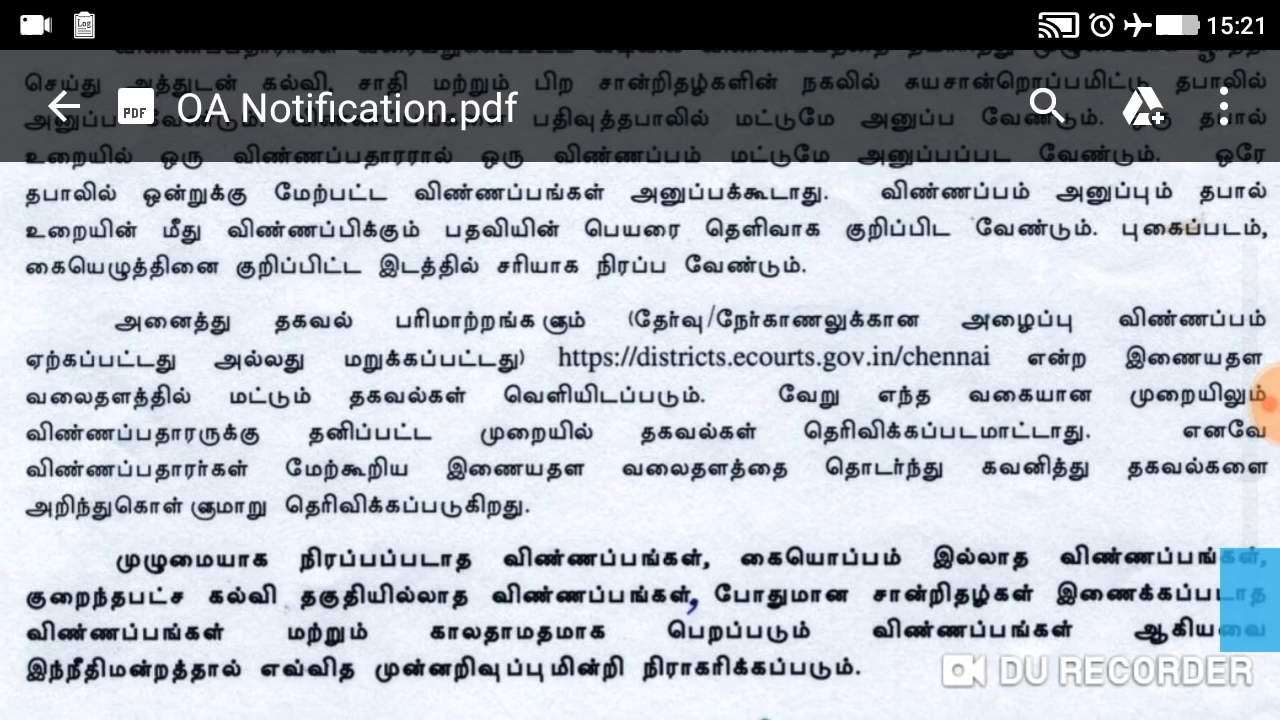 15:21
செய்து அத்துடன் கல்வி, சாதி மற்றும் பிற சான்றிதழ்களின் நகலில் சுயசான்றொப்பமிட்டு தபாலில்
OA Notification.pdf
அனுப்ப வேண்டும். பதிவுத்தபாலில் மட்டுமே அனுப்ப வேண்டும். தபால்
உறையில் ஒரு விண்ணப்பதாரரால் ஒரு விண்ணப்பம் மட்டுமே அனுப்பப்பட வேண்டும். ஒரே
தபாலில் ஒன்றுக்கு மேற்பட்ட விண்ணப்பங்கள் அனுப்பக்கூடாது. விண்ணப்பம் அனுப்பும் தபால்
உறையின் மீது விண்ணப்பிக்கும் பதவியின் பெயரை தெளிவாக குறிப்பிட வேண்டும். புகைப்படம்,
கையெழுத்தினை குறிப்பிட்ட இடத்தில் சரியாக நிரப்ப வேண்டும்.
அனைத்து தகவல் பரிமாற்றங்களும் (தேர்வு/நேர்காணலுக்கான அழைப்பு விண்ணப்பம்
ஏற்கப்பட்டது அல்லது மறுக்கப்பட்டது) https://districts.ecourts.gov.in/chennai என்ற இணையதள
வலைதளத்தில் மட்டும் தகவல்கள் வெளியிடப்படும். வேறு எந்த வகையான முறையிலும்
விண்ணப்பதாரருக்கு தனிப்பட்ட முறையில் தகவல்கள் தெரிவிக்கப்படமாட்டாது. எனவே
விண்ணப்பதாரர்கள் மேற்கூறிய இணையதள வலைதளத்தை தொடர்ந்து கவனித்து தகவல்களை
அறிந்துகொள்ளுமாறு தெரிவிக்கப்படுகிறது.
முழுமையாக நிரப்பப்படாத விண்ணப்பங்கள், கையொப்பம் இல்லாத விண்ணப்பங்கள்,
குறைந்தபட்ச கல்வி தகுதியில்லாத விண்ணப்பங்கள், போதுமான சான்றிதழ்கள் இணைக்கப்படாத
விண்ணப்பங்கள் மற்றும் காலதாமதமாக பெறப்படும் விண்ணப்பங்கள் ஆகியவை
இந்நீதிமன்றத்தால் எவ்வித முன்னறிவுப்புமின்றி நிராகரிக்கப்படும்.
DU RECORDER